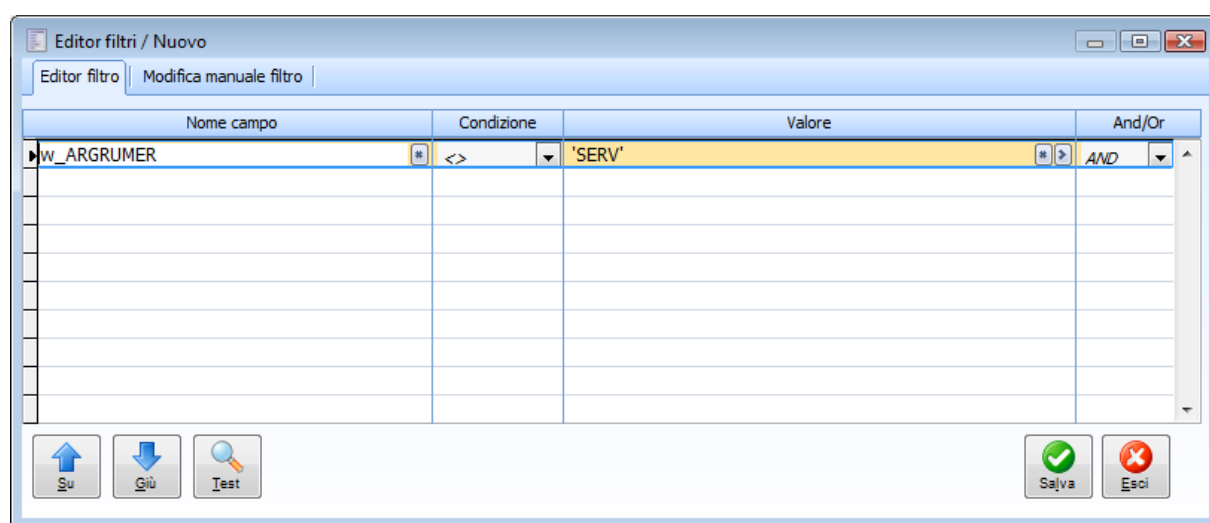 Editor filtri / Nuovo
Editor filtro Modifica manuale filtro
Nome campo Condizione Valore And/Or
w_ARGRUMER <> 'SERV' AND
Su Giù Test Salva Esci